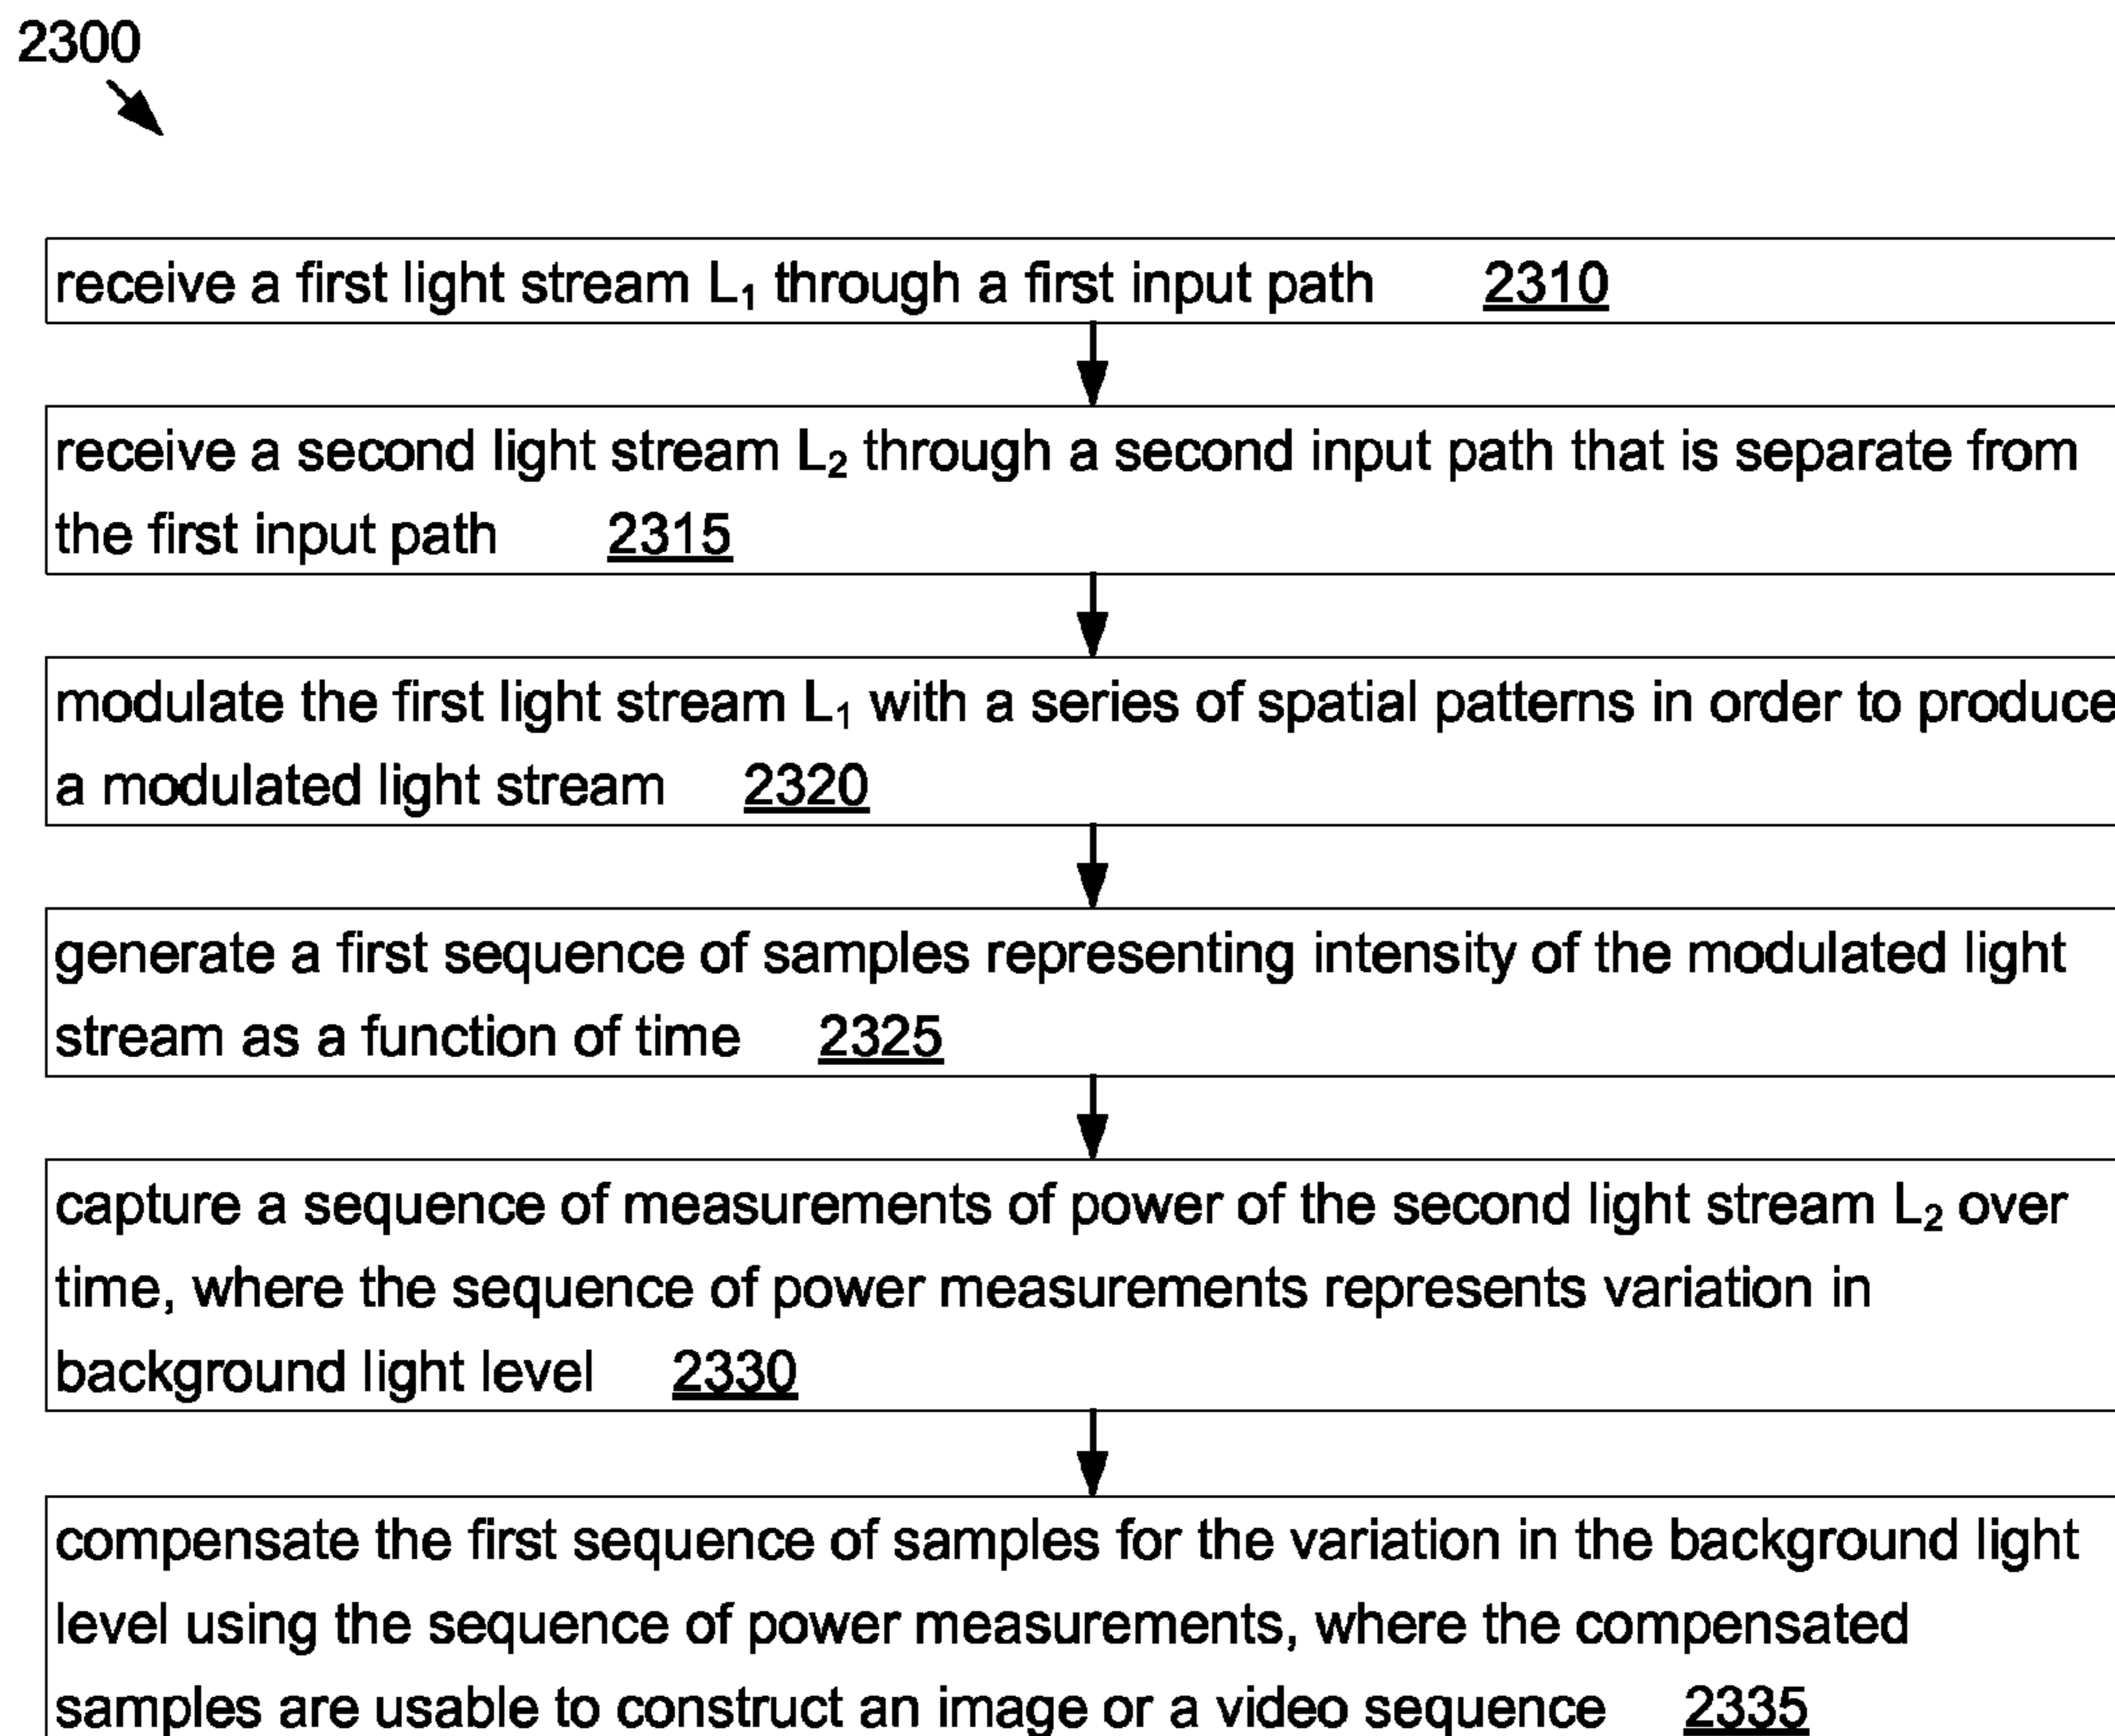 2300
receive a first light stream L₁ through a first input path 2310
receive a second light stream L₂ through a second input path that is separate from
the first input path 2315
modulate the first light stream L₁ with a series of spatial patterns in order to produce
a modulated light stream 2320
generate a first sequence of samples representing intensity of the modulated light
stream as a function of time 2325
capture a sequence of measurements of power of the second light stream L₂ over
time, where the sequence of power measurements represents variation in
background light level 2330
compensate the first sequence of samples for the variation in the background light
level using the sequence of power measurements, where the compensated
samples are usable to construct an image or a video sequence 2335